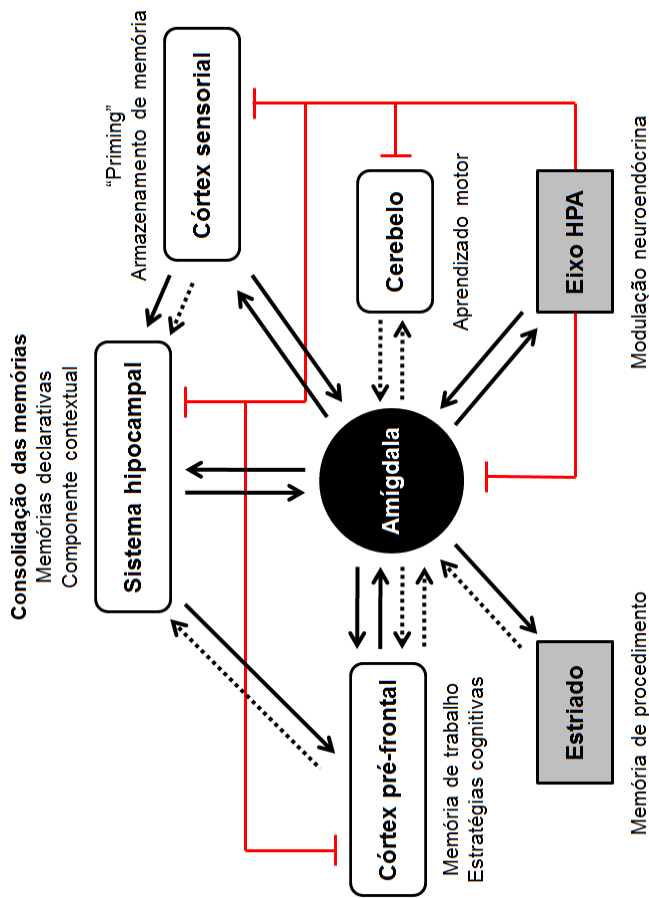 Consolidação das memórias
Memórias declarativas
Componente contextual
Sistema hipocampal
“Priming”
Armazenamento de memória
Córtex sensorial
Córtex pré-frontal
Memória de trabalho
Estratégias cognitivas
Amígdala
Cerebelo
Aprendizado motor
Estriado
Memória de procedimento
Eixo HPA
Modulação neuroendócrina